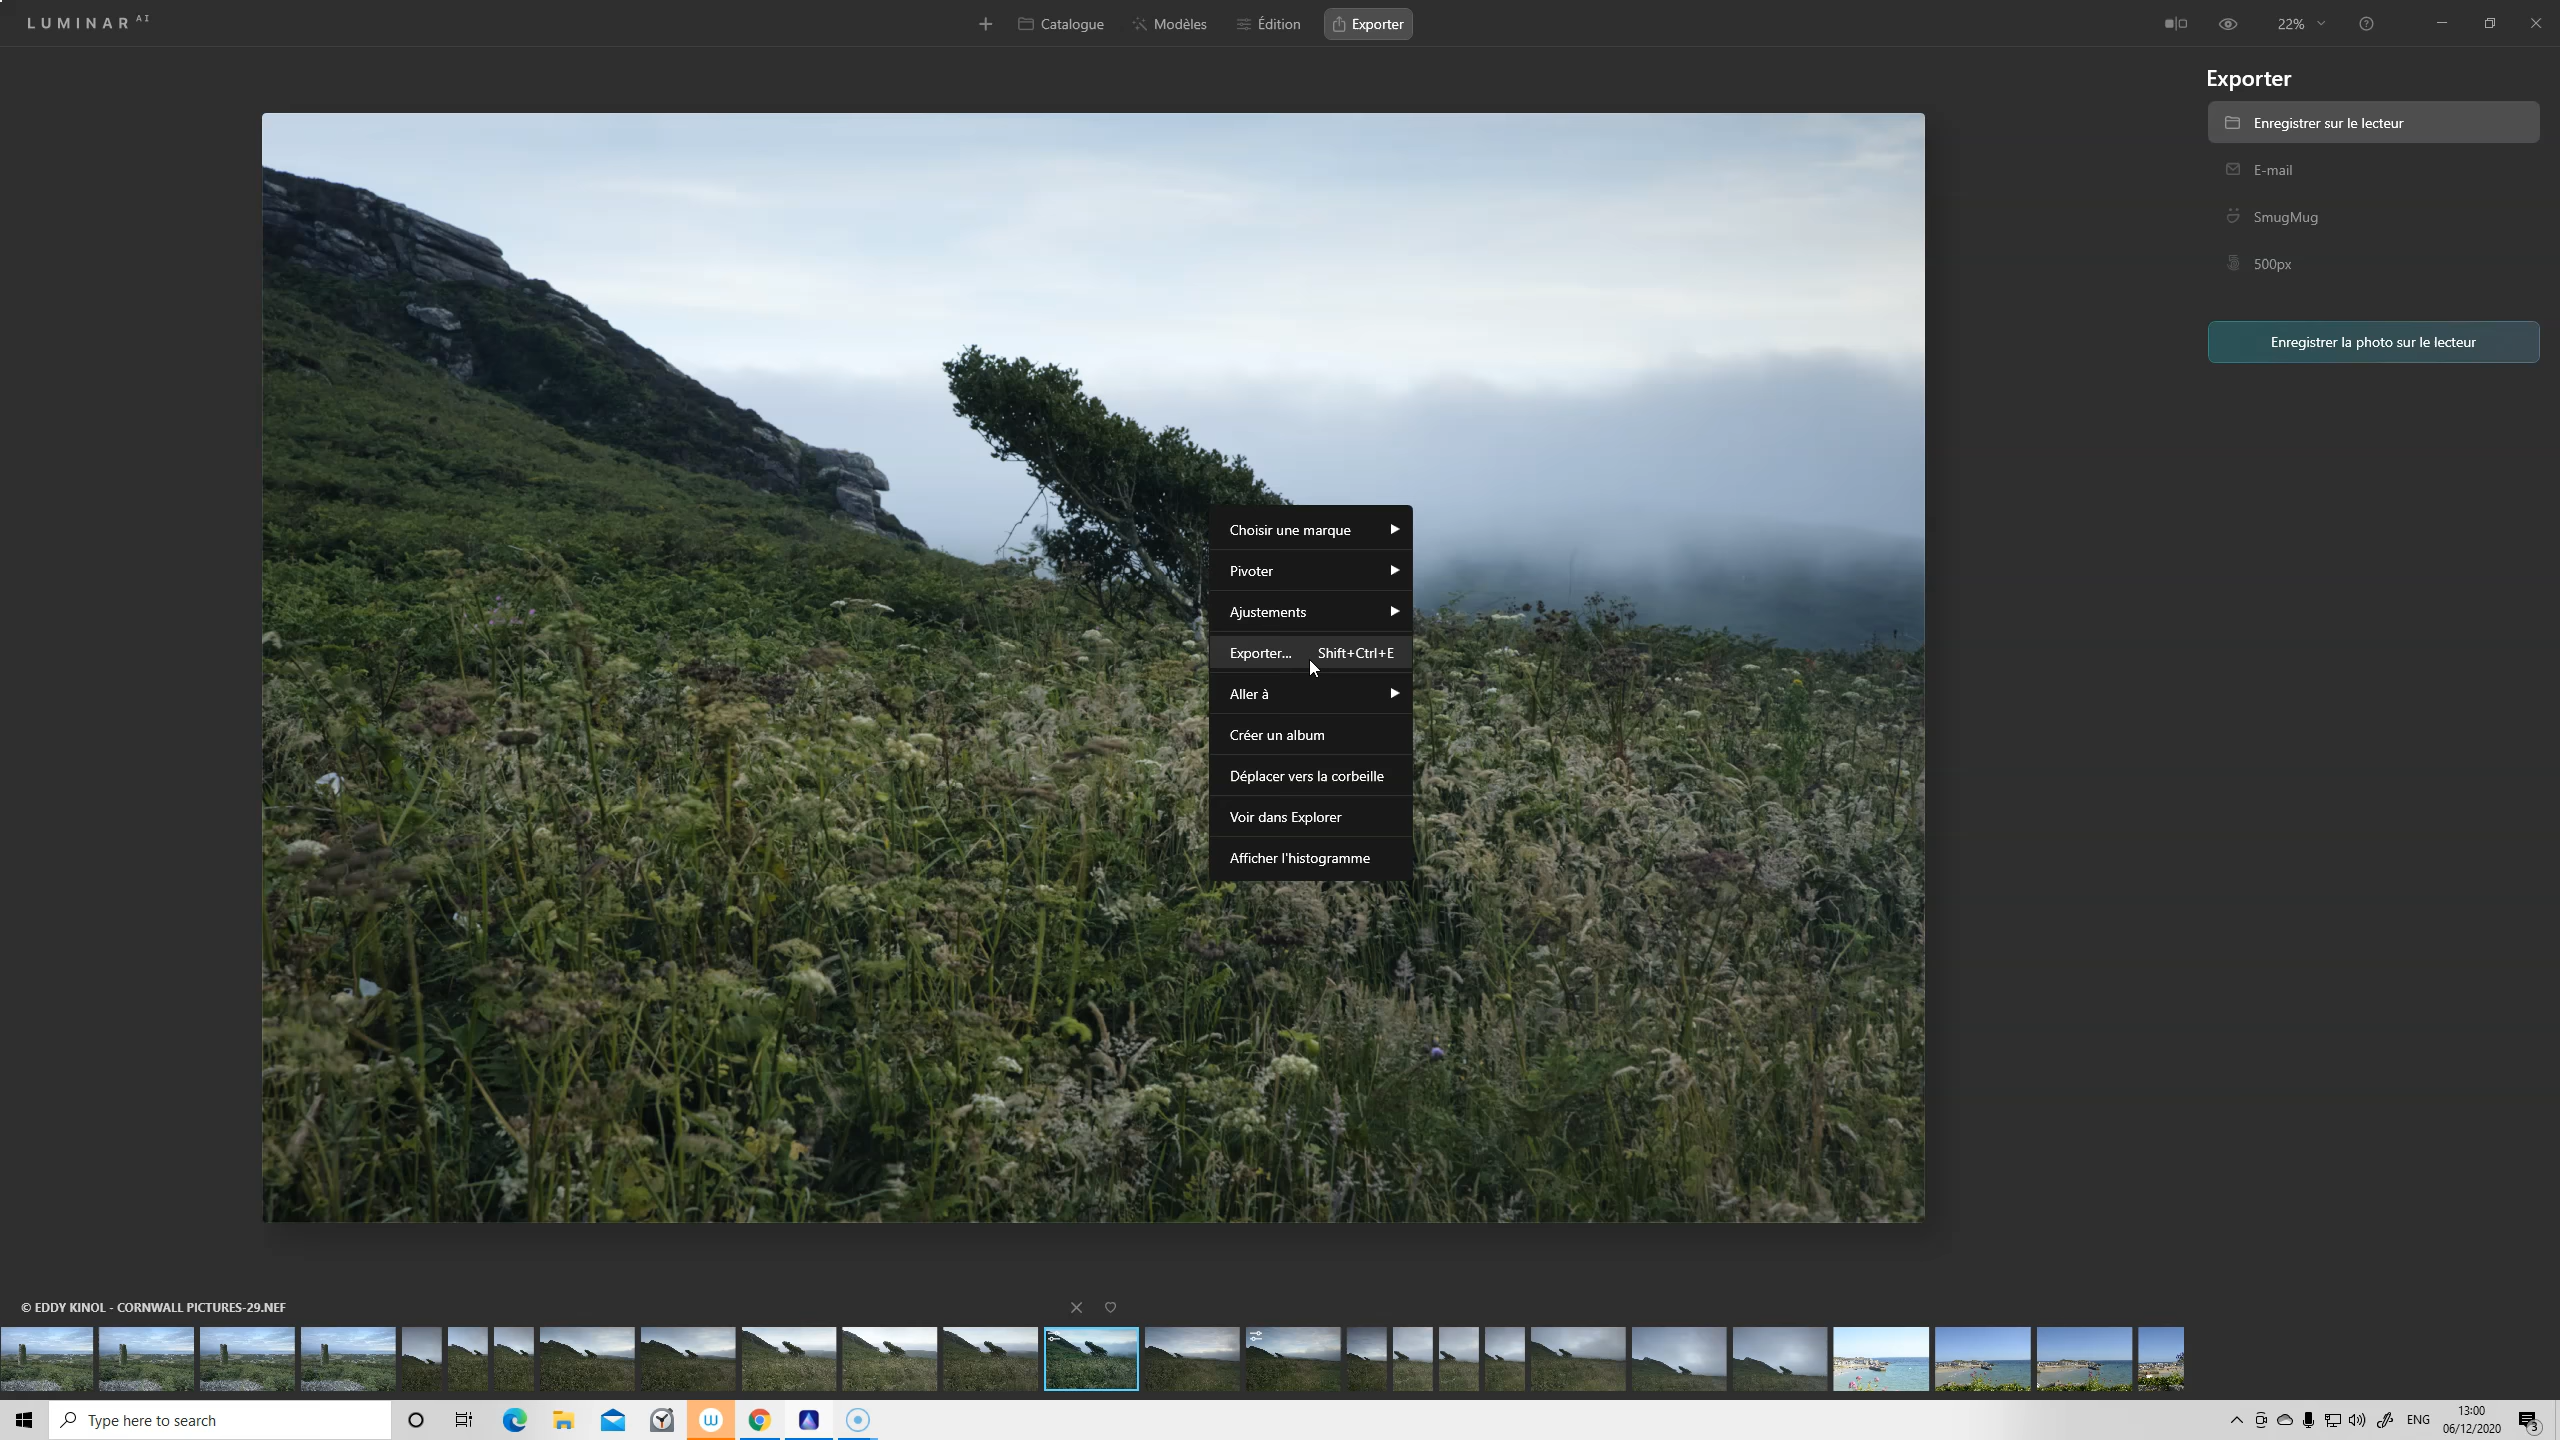 LUMINAR AI
Catalogue
Modèles
Édition
Exporter
22%
Exporter
Enregistrer sur le lecteur
E-mail
SmugMug
500px
Enregistrer la photo sur le lecteur
Choisir une marque
Pivoter
Ajustements
Exporter... Shift+Ctrl+E
Aller à
Créer un album
Déplacer vers la corbeille
Voir dans Explorer
Afficher l'histogramme
© EDDY KINOL - CORNWALL PICTURES-29.NEF
Type here to search
ENG
13:00
06/12/2020
3